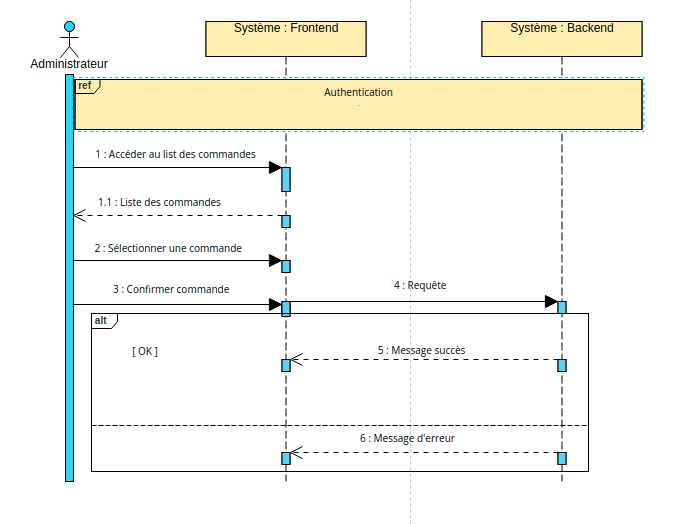 Système : Frontend
Système : Backend
Administrateur
ref
Authentication
1 : Accéder au list des commandes
1.1 : Liste des commandes
2 : Sélectionner une commande
3 : Confirmer commande
4 : Requête
alt
[ OK ]
5 : Message succès
6 : Message d'erreur